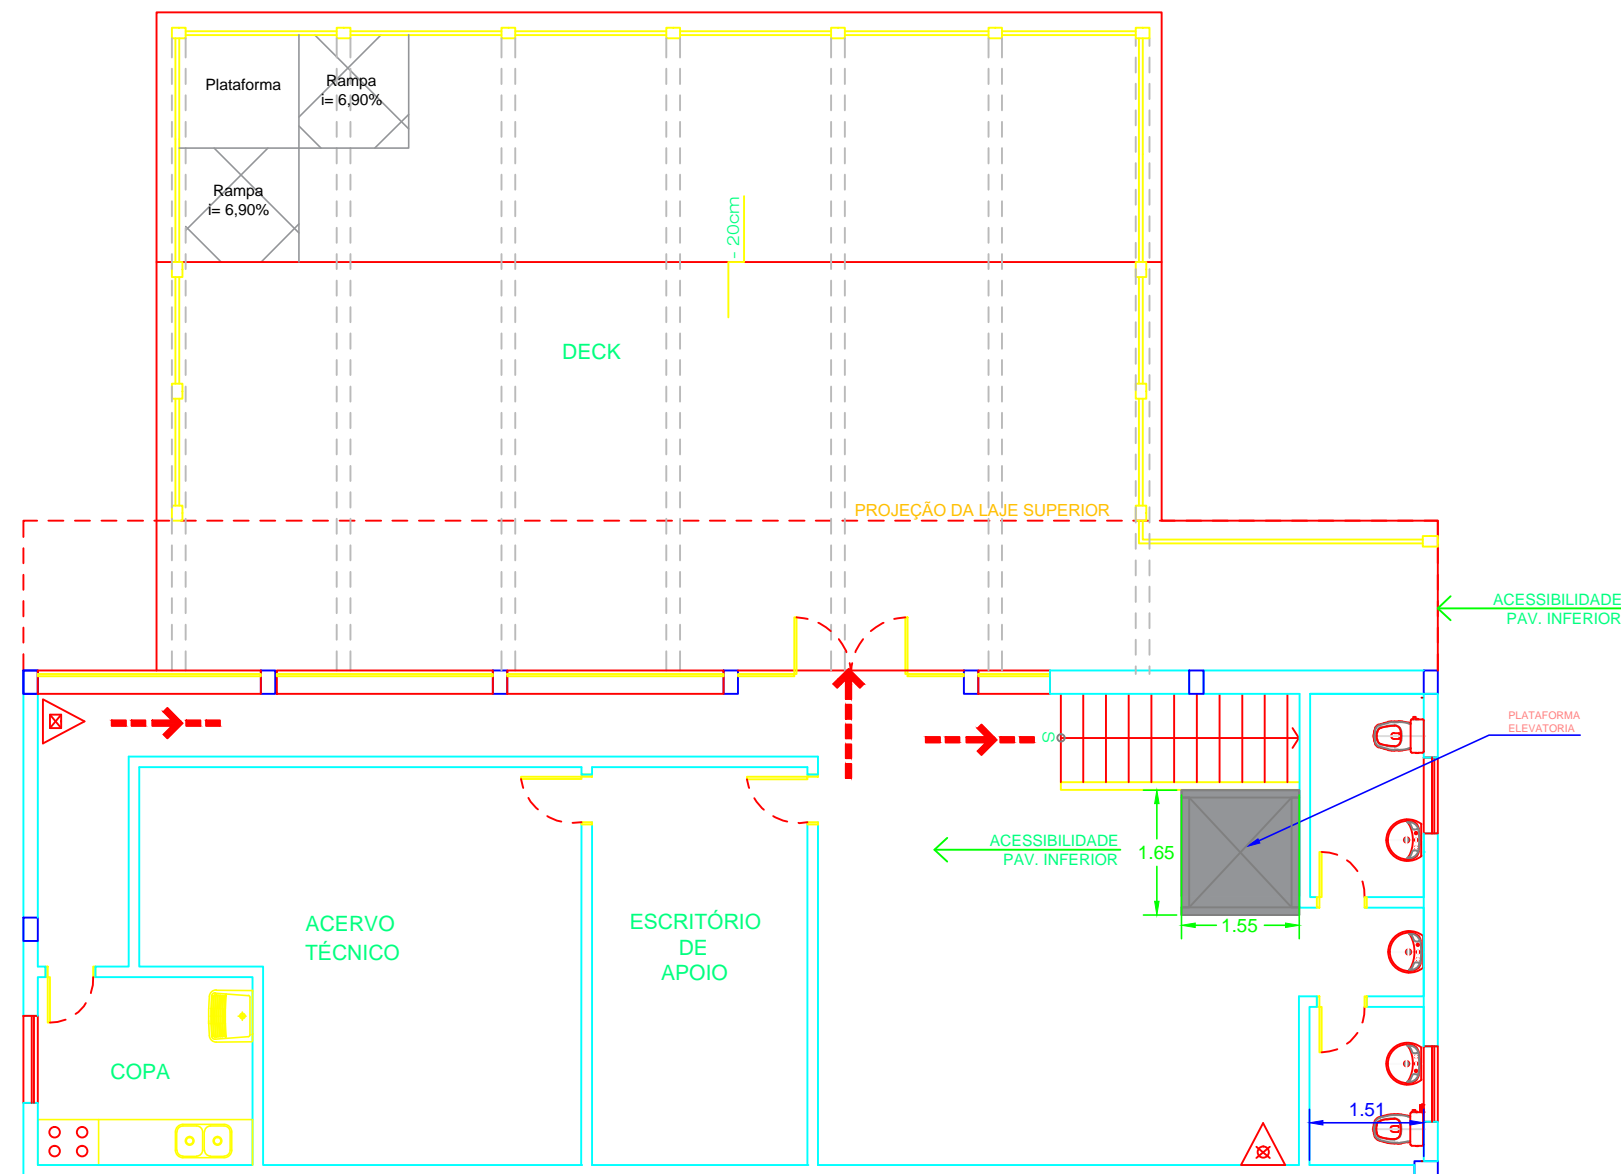 Plataforma
Rampa
i= 6,90%
Rampa
i= 6,90%
- 20cm
DECK
PROJEÇÃO DA LAJE SUPERIOR
ACESSIBILIDADE
PAV. INFERIOR
PLATAFORMA
ELEVATORIA
S
ACESSIBILIDADE
PAV. INFERIOR
1.65
1.55
ACERVO
TÉCNICO
ESCRITÓRIO
DE
APOIO
COPA
1.51